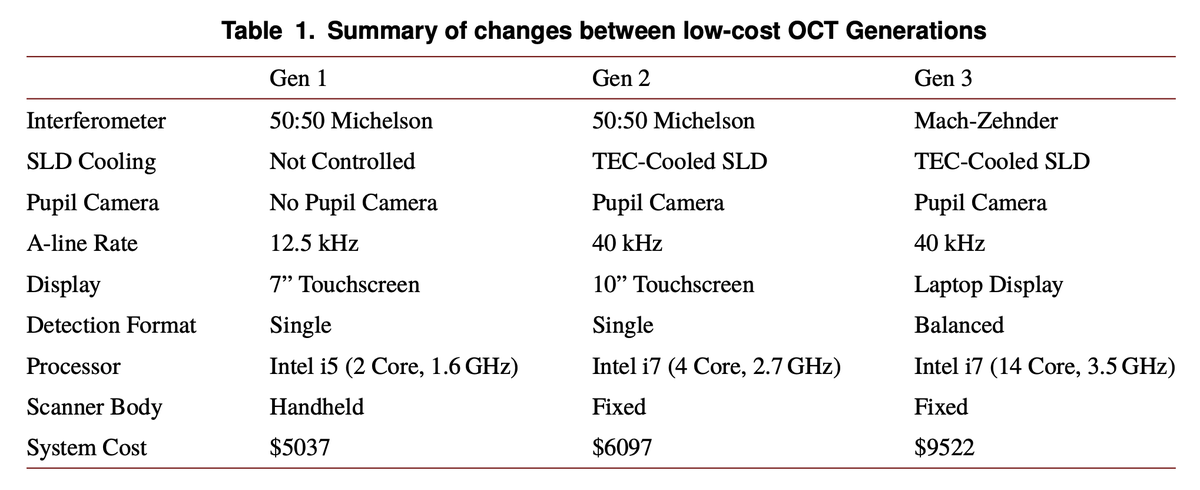 Table 1. Summary of changes between low-cost OCT Generations
Gen 1 Gen 2 Gen 3
Interferometer 50:50 Michelson 50:50 Michelson Mach-Zehnder
SLD Cooling Not Controlled TEC-Cooled SLD TEC-Cooled SLD
Pupil Camera No Pupil Camera Pupil Camera Pupil Camera
A-line Rate 12.5 kHz 40 kHz 40 kHz
Display 7” Touchscreen 10” Touchscreen Laptop Display
Detection Format Single Single Balanced
Processor Intel i5 (2 Core, 1.6 GHz) Intel i7 (4 Core, 2.7 GHz) Intel i7 (14 Core, 3.5 GHz)
Scanner Body Handheld Fixed Fixed
System Cost $5037 $6097 $9522